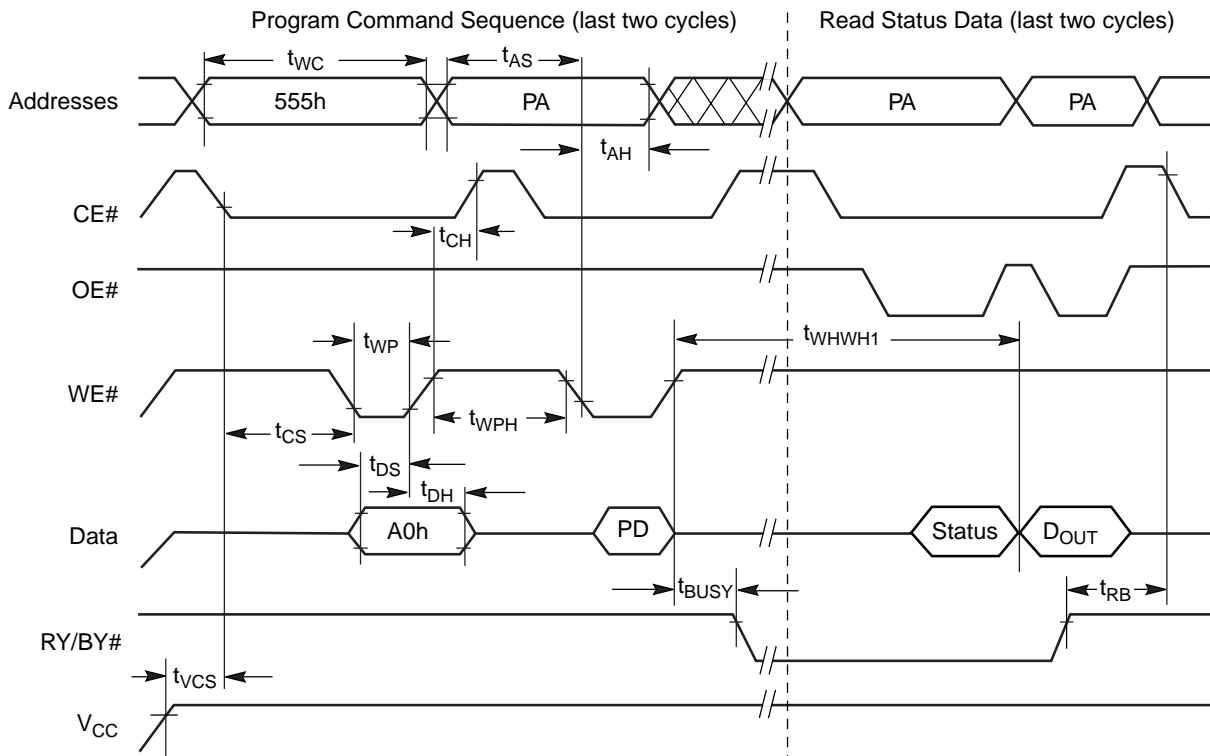 Program Command Sequence (last two cycles)
Read Status Data (last two cycles)
tWC
tAS
Addresses
555h
PA
PA
PA
tAH
CE#
tCH
OE#
tWP
tWHWH1
WE#
tCS
tWPH
tDS
tDH
Data
A0h
PD
Status
DOUT
tBUSY
tRB
RY/BY#
tVCS
VCC